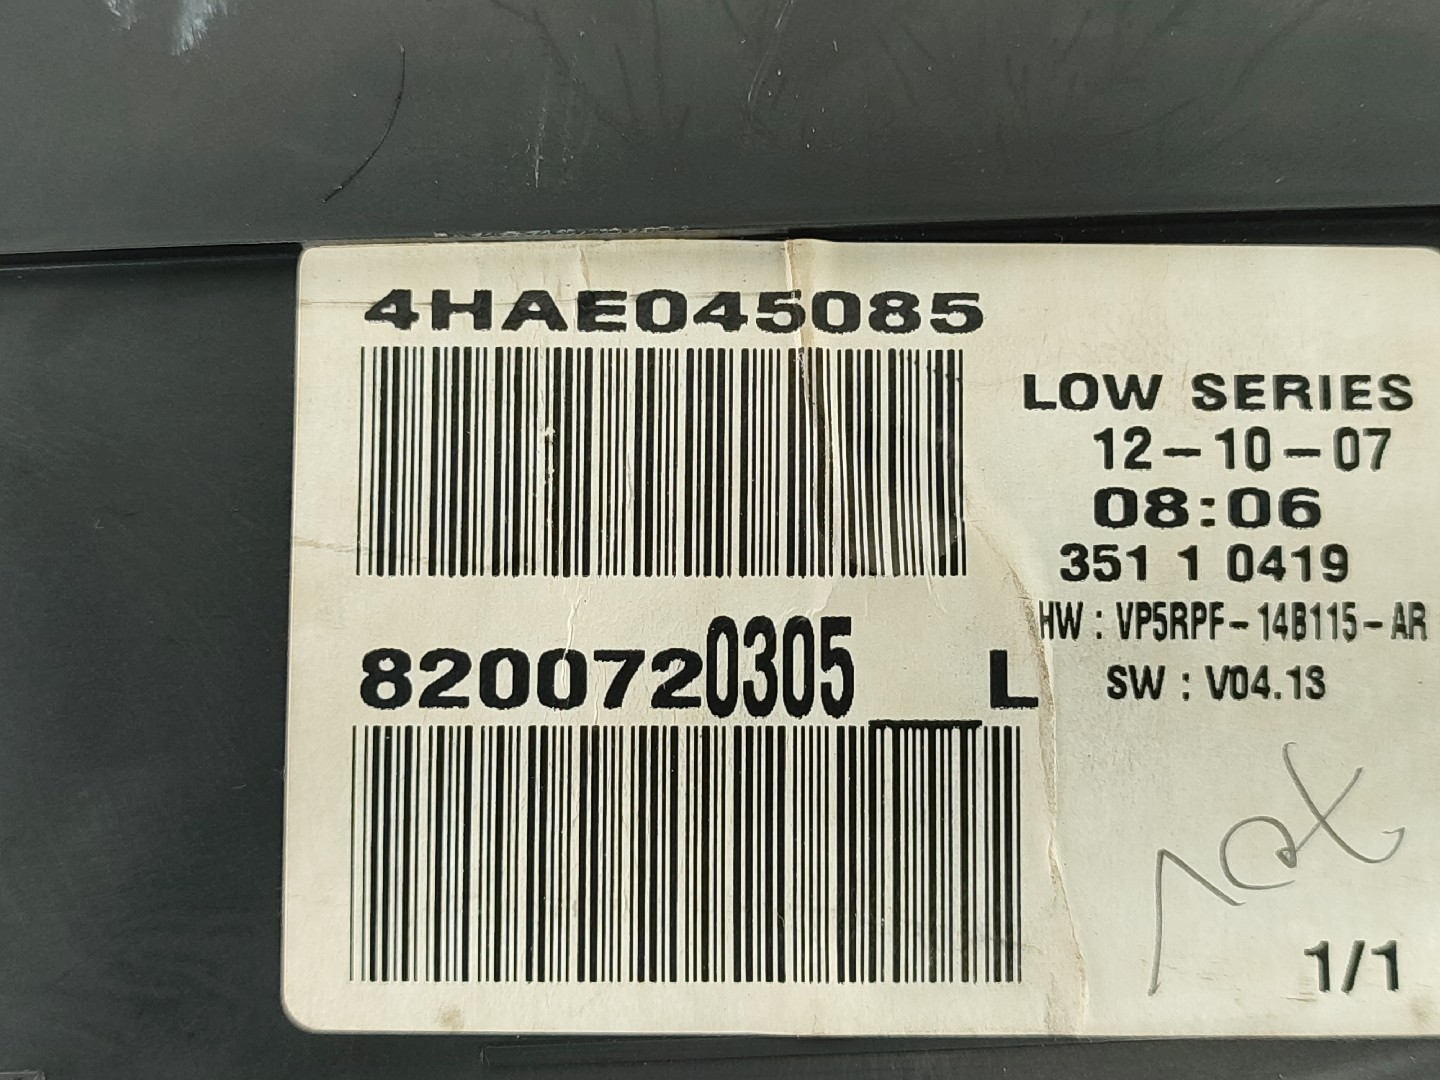 4HAE045085
LOW SERIES
12-10-07
08:06
351 1 0419
HW : VP5RPF-14B115-AR
SW : V04.13
8200720305___L
1/1